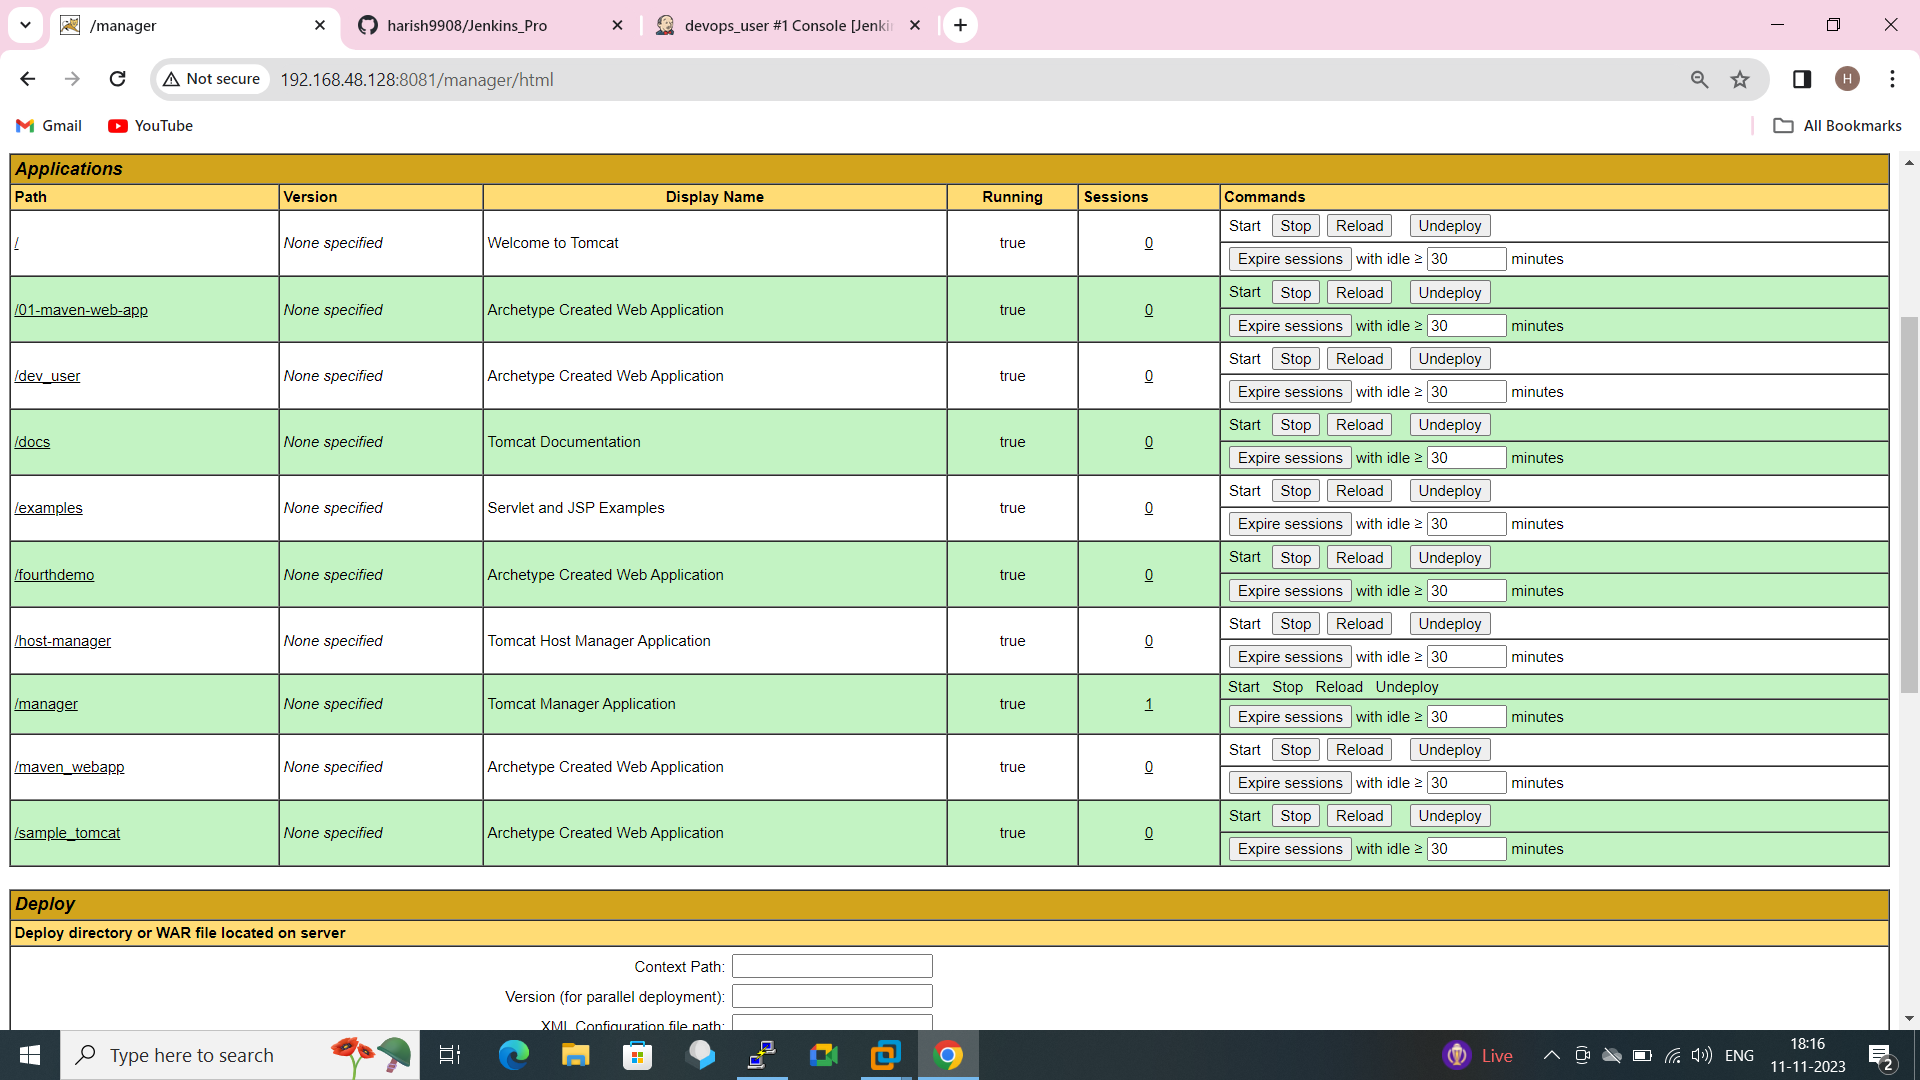 /manager
harish9908/Jenkins_Pro
devops_user #1 Console [Jenki
Not secure 192.168.48.128:8081/manager/html
H
Gmail YouTube All Bookmarks
Applications
Path Version Display Name Running Sessions Commands
/ None specified Welcome to Tomcat true 0 Start Stop Reload Undeploy
Expire sessions with idle ≥ 30 minutes
/01-maven-web-app None specified Archetype Created Web Application true 0 Start Stop Reload Undeploy
Expire sessions with idle ≥ 30 minutes
/dev_user None specified Archetype Created Web Application true 0 Start Stop Reload Undeploy
Expire sessions with idle ≥ 30 minutes
/docs None specified Tomcat Documentation true 0 Start Stop Reload Undeploy
Expire sessions with idle ≥ 30 minutes
/examples None specified Servlet and JSP Examples true 0 Start Stop Reload Undeploy
Expire sessions with idle ≥ 30 minutes
/fourthdemo None specified Archetype Created Web Application true 0 Start Stop Reload Undeploy
Expire sessions with idle ≥ 30 minutes
/host-manager None specified Tomcat Host Manager Application true 0 Start Stop Reload Undeploy
Expire sessions with idle ≥ 30 minutes
/manager None specified Tomcat Manager Application true 1 Start Stop Reload Undeploy
Expire sessions with idle ≥ 30 minutes
/maven_webapp None specified Archetype Created Web Application true 0 Start Stop Reload Undeploy
Expire sessions with idle ≥ 30 minutes
/sample_tomcat None specified Archetype Created Web Application true 0 Start Stop Reload Undeploy
Expire sessions with idle ≥ 30 minutes
Deploy
Deploy directory or WAR file located on server
Context Path:
Version (for parallel deployment):
XML Configuration file path:
Type here to search
Live
ENG
18:16
11-11-2023
2